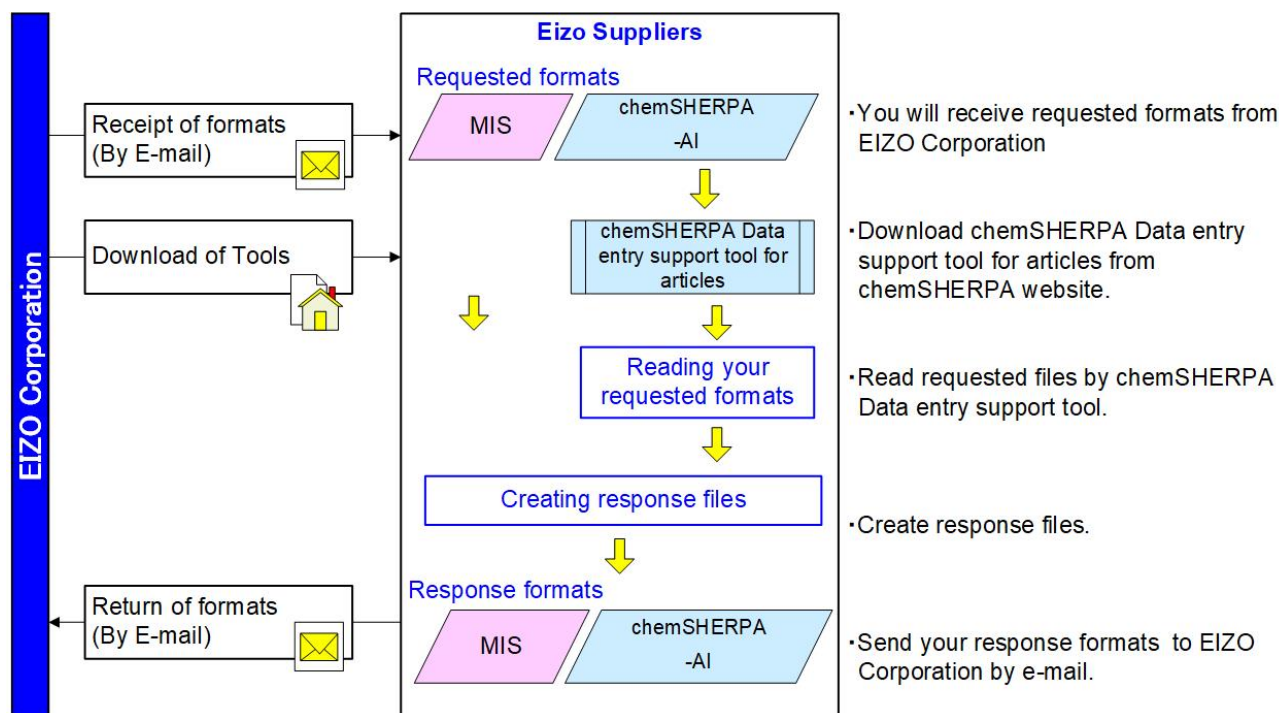 EIZO Corporation
Receipt of formats
(By E-mail)
Download of Tools
Return of formats
(By E-mail)
Eizo Suppliers
Requested formats
MIS
chemSHERPA
-AI
chemSHERPA Data
entry support tool for
articles
Reading your
requested formats
Creating response files
Response formats
MIS
chemSHERPA
-AI
・You will receive requested formats from
EIZO Corporation
・Download chemSHERPA Data entry
support tool for articles from
chemSHERPA website.
・Read requested files by chemSHERPA
Data entry support tool.
・Create response files.
・Send your response formats to EIZO
Corporation by e-mail.